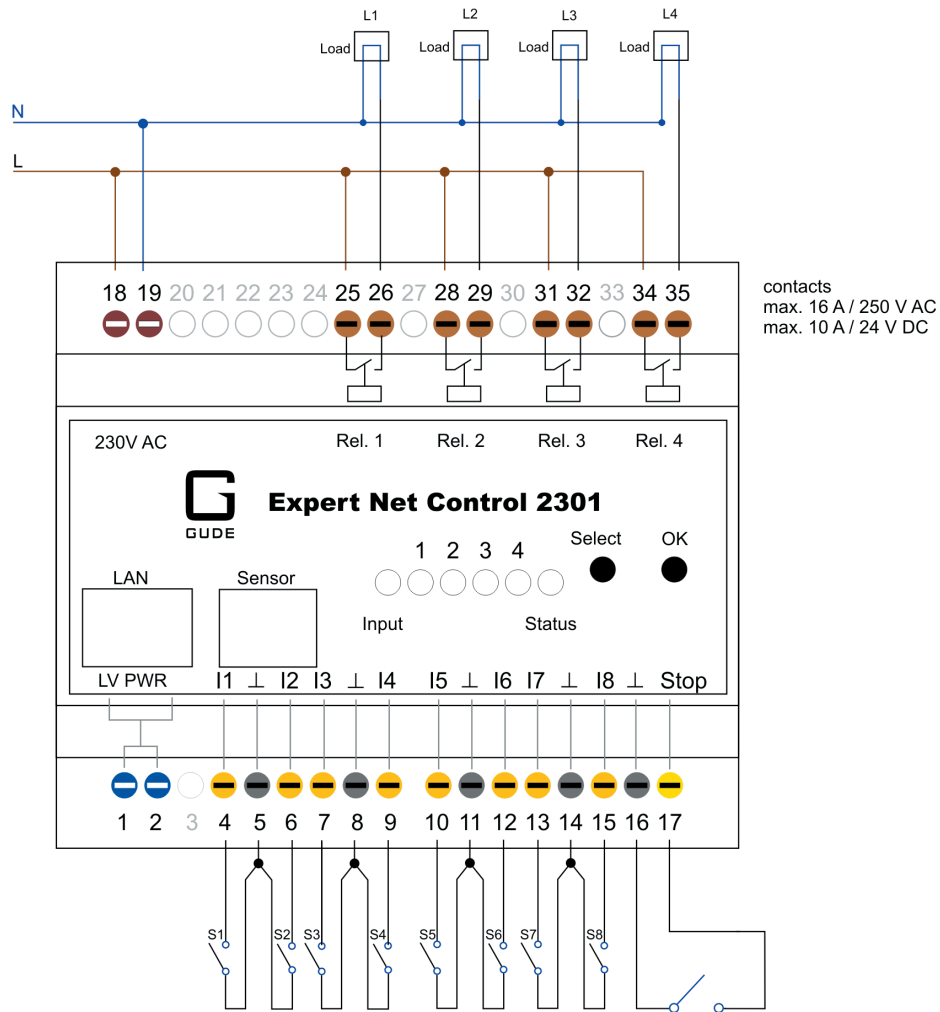 L1 L2 L3 L4
Load Load Load Load
N
L
18 19 20 21 22 23 24 25 26 27 28 29 30 31 32 33 34 35
contacts
max. 16 A / 250 V AC
max. 10 A / 24 V DC
230V AC Rel. 1 Rel. 2 Rel. 3 Rel. 4
GUDE
Expert Net Control 2301
Select OK
1 2 3 4
LAN Sensor
Input Status
LV PWR I1 ⊥ I2 I3 ⊥ I4 I5 ⊥ I6 I7 ⊥ I8 ⊥ Stop
1 2 3 4 5 6 7 8 9 10 11 12 13 14 15 16 17
S1 S2 S3 S4 S5 S6 S7 S8